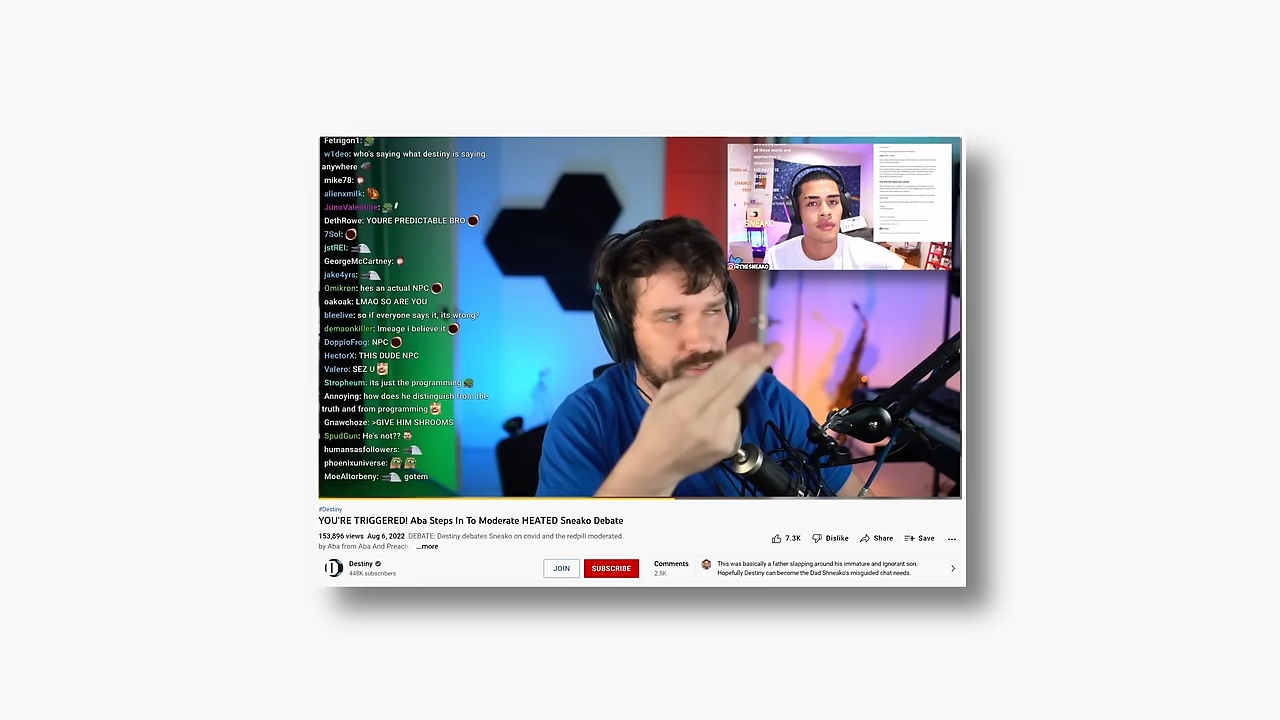 Fetrigon1:
w1deo: who's saying what destiny is saying
anywhere
mike78:
alienxmilk:
JunoValentine:
DethRowe: YOURE PREDICTABLE BRO
7Sol:
jstREI:
GeorgeMcCartney:
jake4yrs:
Omikron: hes an actual NPC
oakoak: LMAO SO ARE YOU
bleelive: so if everyone says it, its wrong?
demaonkiller: Imeage i believe it
DoppioFrog: NPC
HectorX: THIS DUDE NPC
Valero: SEZ U
Stropheum: its just the programming
Annoying: how does he distinguish from the
truth and from programming
Gnawchoze: >GIVE HIM SHROOMS
SpudGun: He's not??
humansasfollowers:
phoenixuniverse:
MoeAltorbeny: gotem
all these words and
SNEAKO
@THESNEAKO
#Destiny
YOU'RE TRIGGERED! Aba Steps In To Moderate HEATED Sneako Debate
153,896 views Aug 6, 2022 DEBATE: Destiny debates Sneako on covid and the redpill moderated
by Aba from Aba And Preach ...more
7.3K Dislike Share Save
Destiny
448K subscribers
JOIN SUBSCRIBE
Comments
2.5K
This was basically a father slapping around his immature and ignorant son.
Hopefully Destiny can become the Dad Shneako's misguided chat needs.